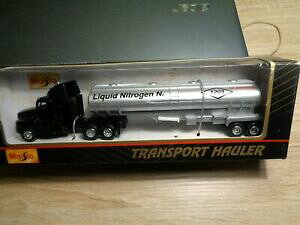 Maisto
Liquid Nitrogen N
Maisto
TRANSPORT HAULER